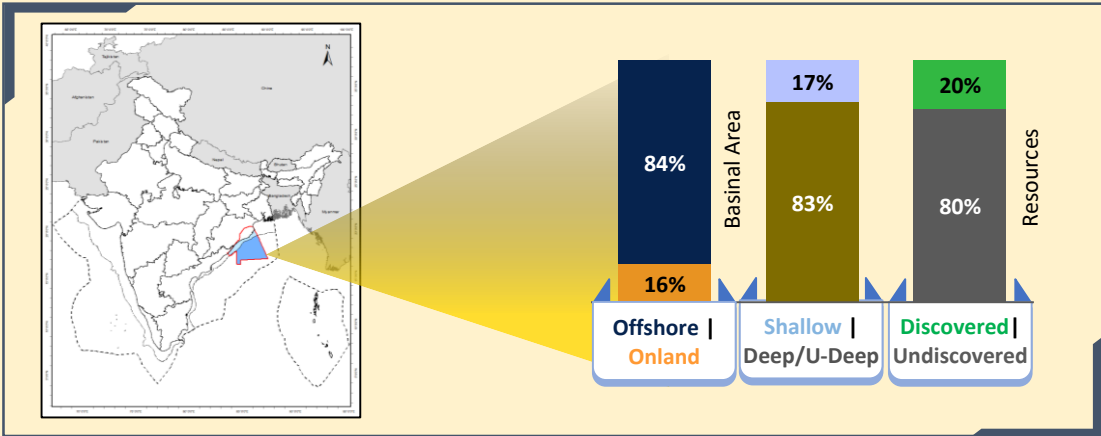 N
Tajikistan
Afghanistan
China
Pakistan
Nepal
Bhutan
Bangladesh
Myanmar
84%
16%
Basinal Area
17%
83%
20%
80%
Resources
Offshore |
Onland
Shallow |
Deep/U-Deep
Discovered|
Undiscovered